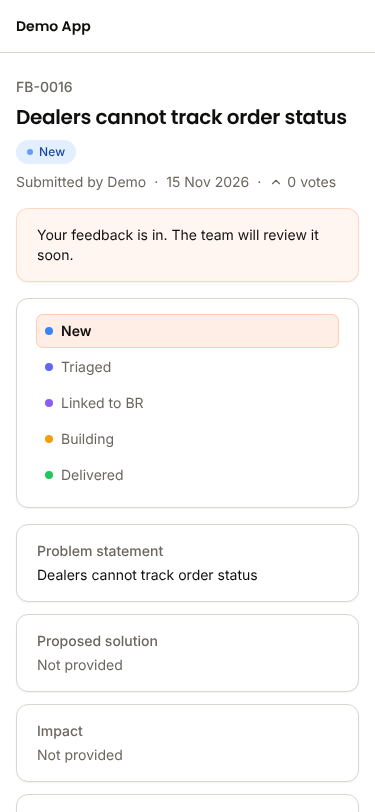 Demo App
FB-0016
Dealers cannot track order status
New
Submitted by Demo · 15 Nov 2026 · 0 votes
Your feedback is in. The team will review it
soon.
New
Triaged
Linked to BR
Building
Delivered
Problem statement
Dealers cannot track order status
Proposed solution
Not provided
Impact
Not provided